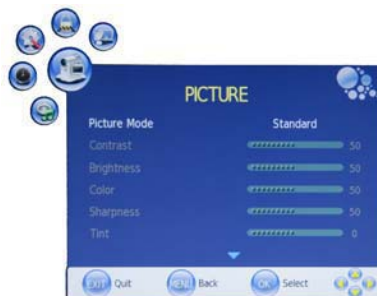 PICTURE
Picture Mode Standard
Contrast 50
Brightness 50
Color 50
Sharpness 50
Tint 0
EXIT Quit MENU Back OK Select